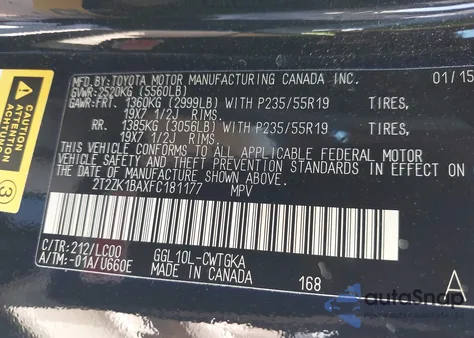 MFD.BY:TOYOTA MOTOR MANUFACTURING CANADA INC. 01/15
GVWR:2520KG (5560LB)
GAWR:FRT. 1360KG (2999LB) WITH P235/55R19 TIRES,
19X7 1/2J RIMS.
RR. 1385KG (3056LB) WITH P235/55R19 TIRES,
19X7 1/2J RIMS.
THIS VEHICLE CONFORMS TO ALL APPLICABLE FEDERAL MOTOR
VEHICLE SAFETY AND THEFT PREVENTION STANDARDS IN EFFECT ON
THE DATE OF MANUFACTURE SHOWN ABOVE.
2T2ZK1BAXFC181177 MPV
C/TR:212/LC00 GGL10L-CWTGKA
A/TM:-01A/U660E MADE IN CANADA 168 A
CAUTION
ATTENTION
3
autoSnap